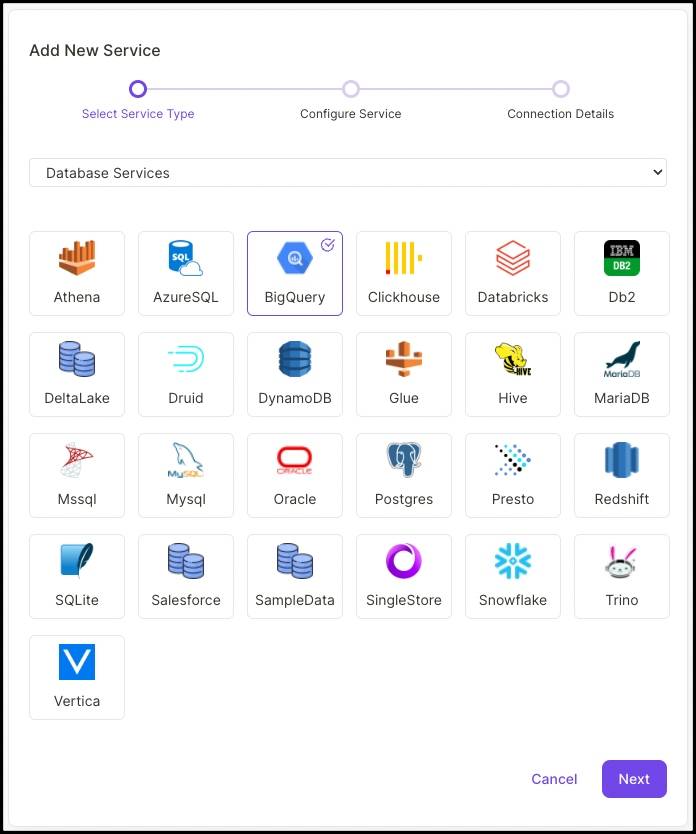 Add New Service
Select Service Type
Configure Service
Connection Details
Database Services
SQL
IBM
DB2
Athena
AzureSQL
BigQuery
Clickhouse
Databricks
Db2
HIVE
MariaDB
DeltaLake
Druid
DynamoDB
Glue
Hive
MariaDB
MySQL
ORACLE
Mssql
Mysql
Oracle
Postgres
Presto
Redshift
SQLite
Salesforce
SampleData
SingleStore
Snowflake
Trino
Vertica
Cancel
Next